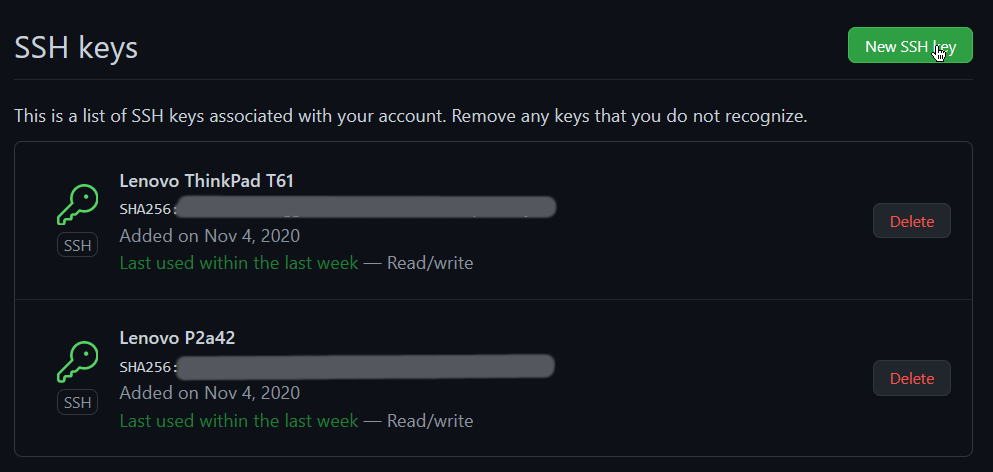 SSH keys
New SSH key
This is a list of SSH keys associated with your account. Remove any keys that you do not recognize.
Lenovo ThinkPad T61
SHA256:
Added on Nov 4, 2020
Last used within the last week — Read/write
SSH
Delete
Lenovo P2a42
SHA256:
Added on Nov 4, 2020
Last used within the last week — Read/write
SSH
Delete